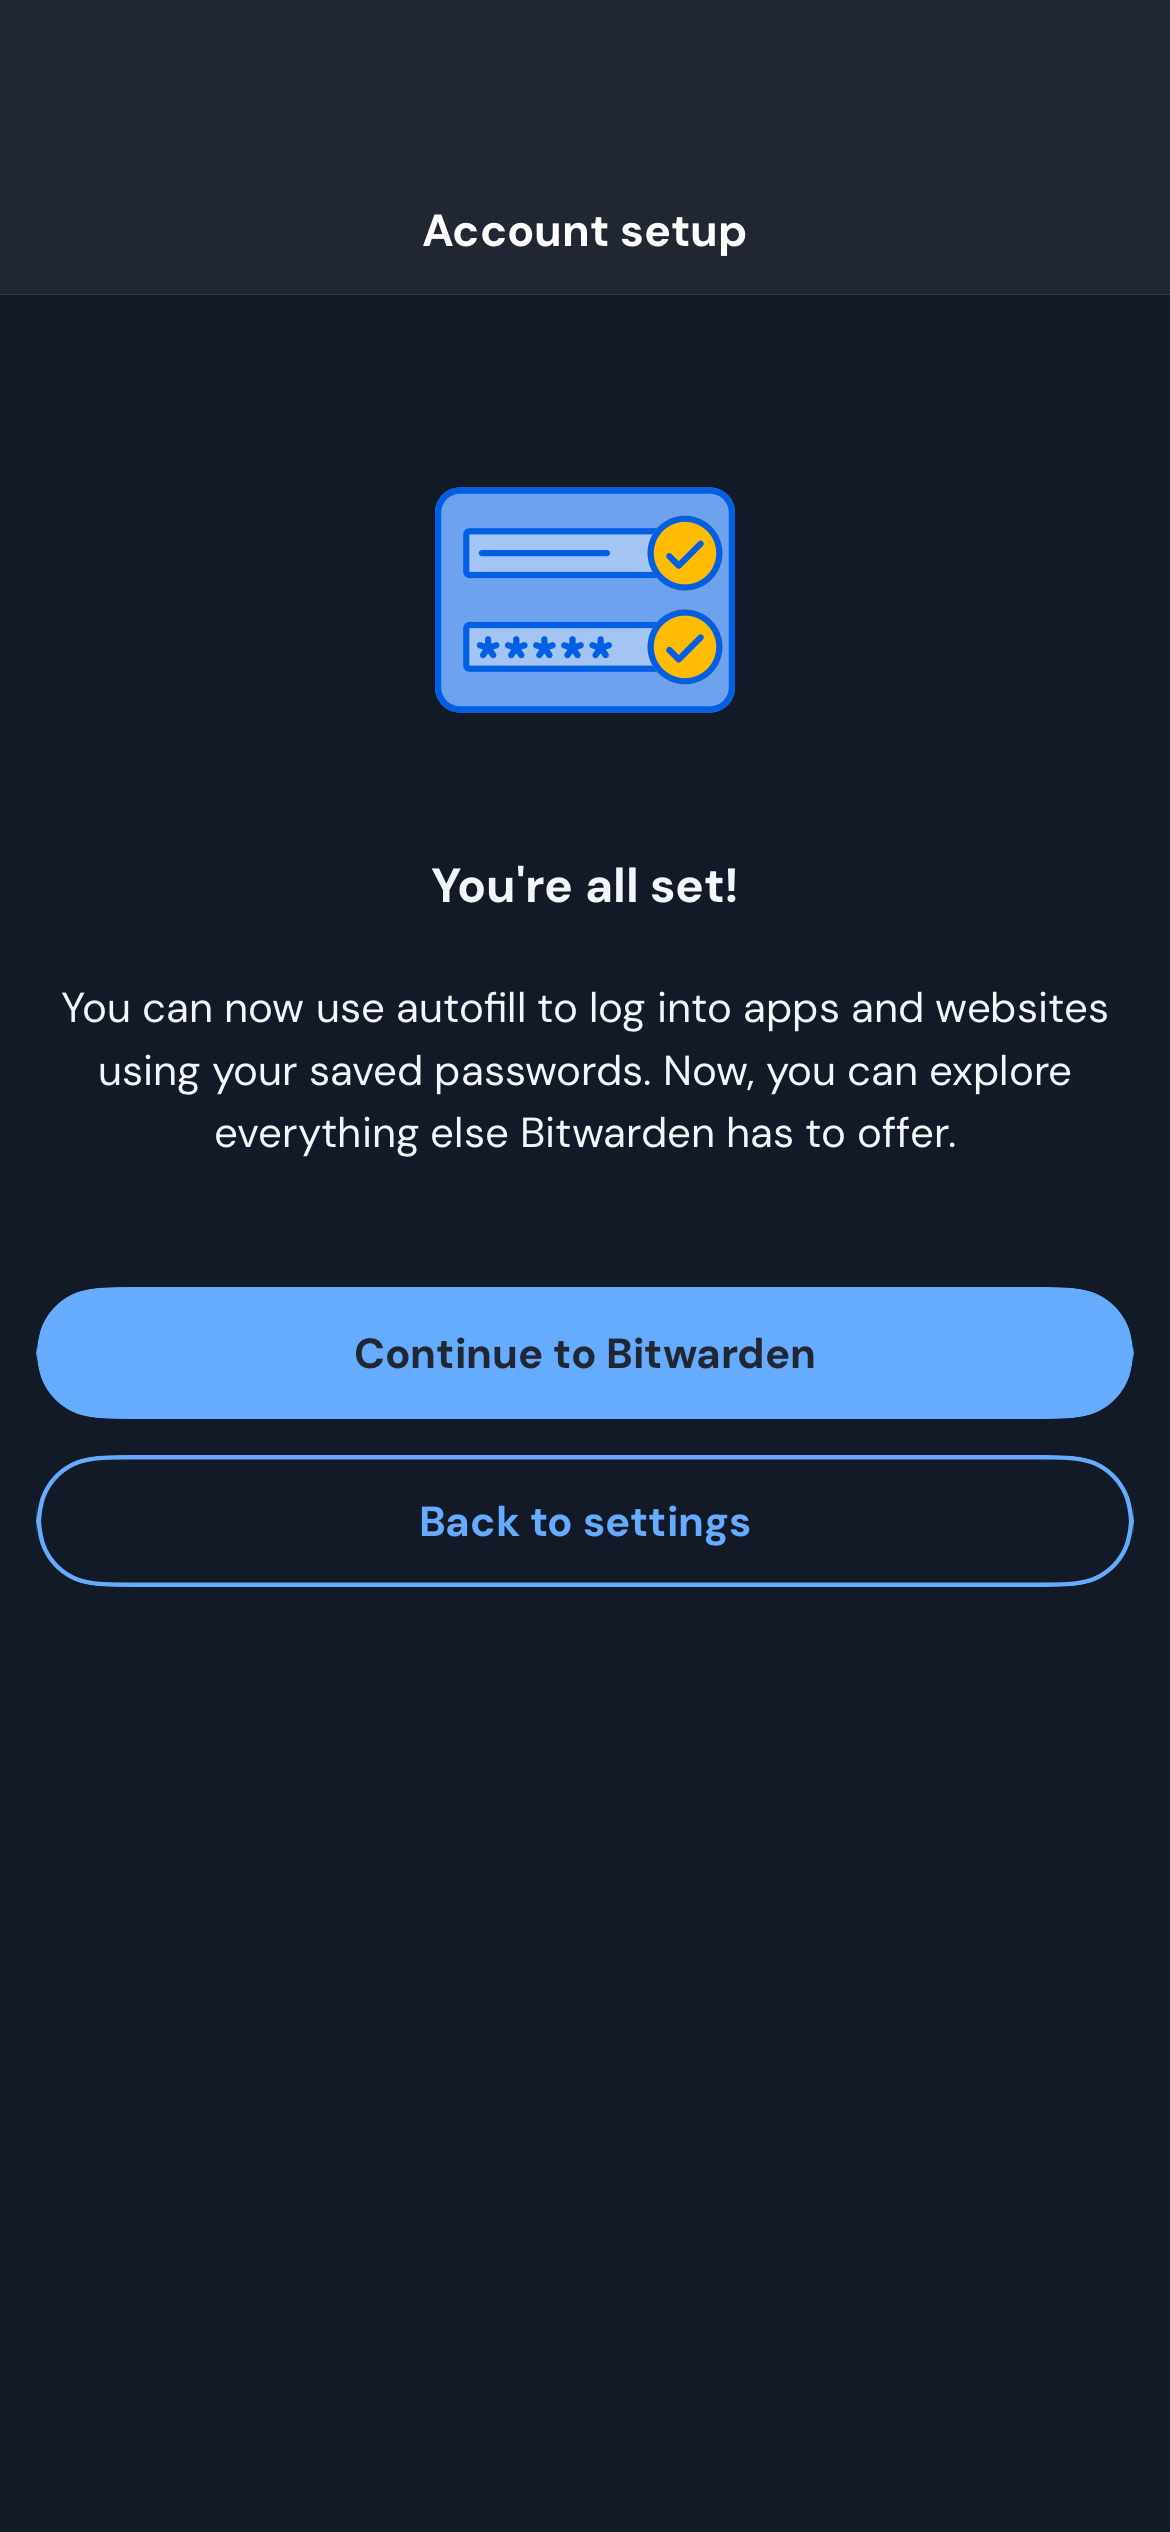 Account setup
*****
You're all set!
You can now use autofill to log into apps and websites
using your saved passwords. Now, you can explore
everything else Bitwarden has to offer.
Continue to Bitwarden
Back to settings